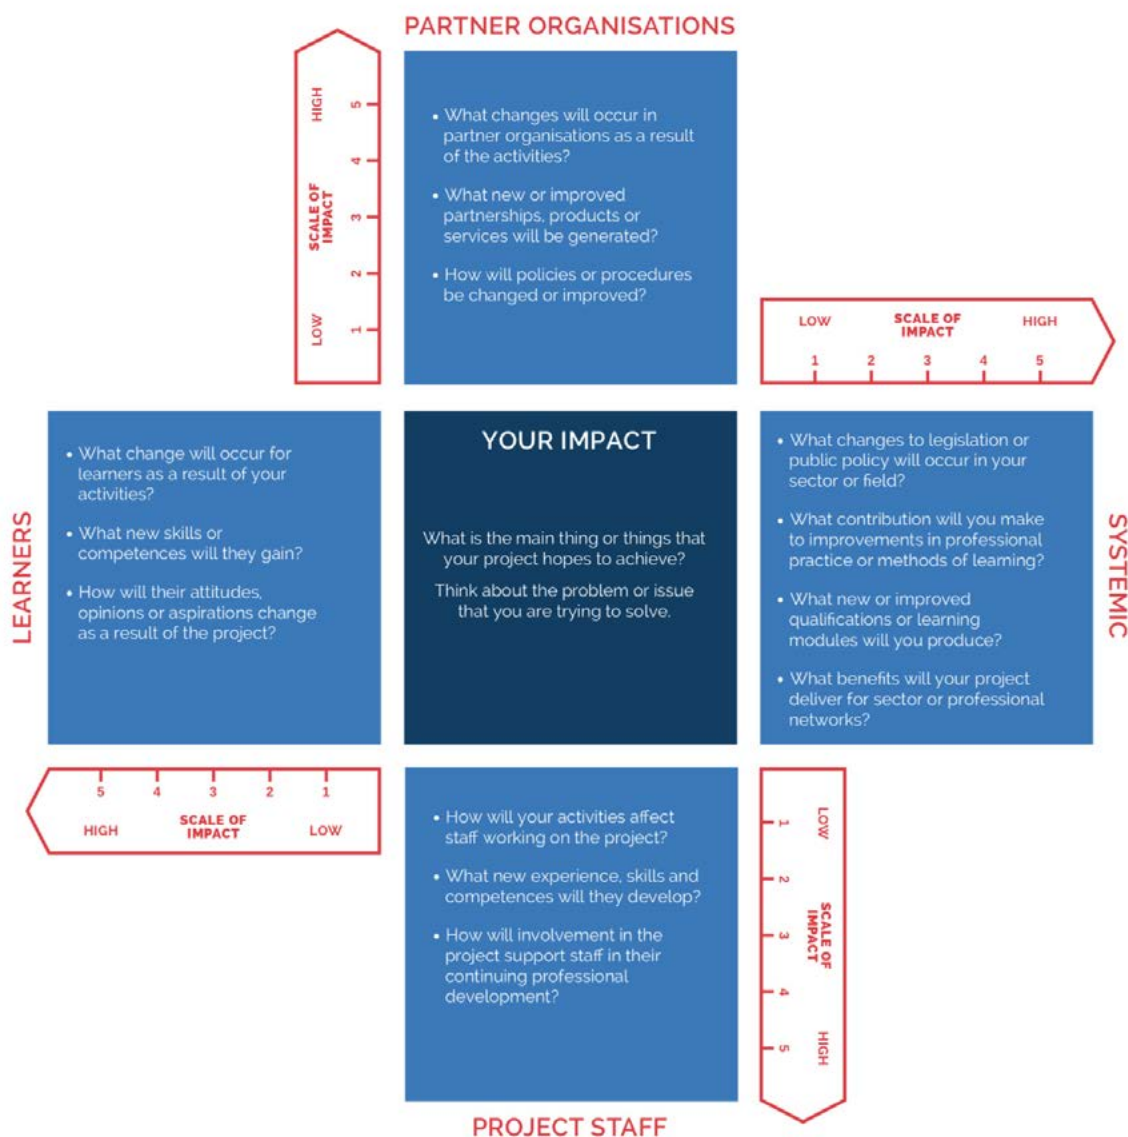 PARTNER ORGANISATIONS
HIGH
SCALE OF
IMPACT
LOW
5
4
3
2
1
• What changes will occur in
partner organisations as a result
of the activities?
• What new or improved
partnerships, products or
services will be generated?
• How will policies or procedures
be changed or improved?
LOW
SCALE OF
IMPACT
HIGH
1 2 3 4 5
LEARNERS
• What change will occur for
learners as a result of your
activities?
• What new skills or
competences will they gain?
• How will their attitudes,
opinions or aspirations change
as a result of the project?
YOUR IMPACT
What is the main thing or things that
your project hopes to achieve?
Think about the problem or issue
that you are trying to solve.
• What changes to legislation or
public policy will occur in your
sector or field?
• What contribution will you make
to improvements in professional
practice or methods of learning?
• What new or improved
qualifications or learning
modules will you produce?
• What benefits will your project
deliver for sector or professional
networks?
SYSTEMIC
5 4 3 2 1
HIGH
SCALE OF
IMPACT
LOW
• How will your activities affect
staff working on the project?
• What new experience, skills and
competences will they develop?
• How will involvement in the
project support staff in their
continuing professional
development?
LOW
SCALE OF
IMPACT
HIGH
1
2
3
4
5
PROJECT STAFF